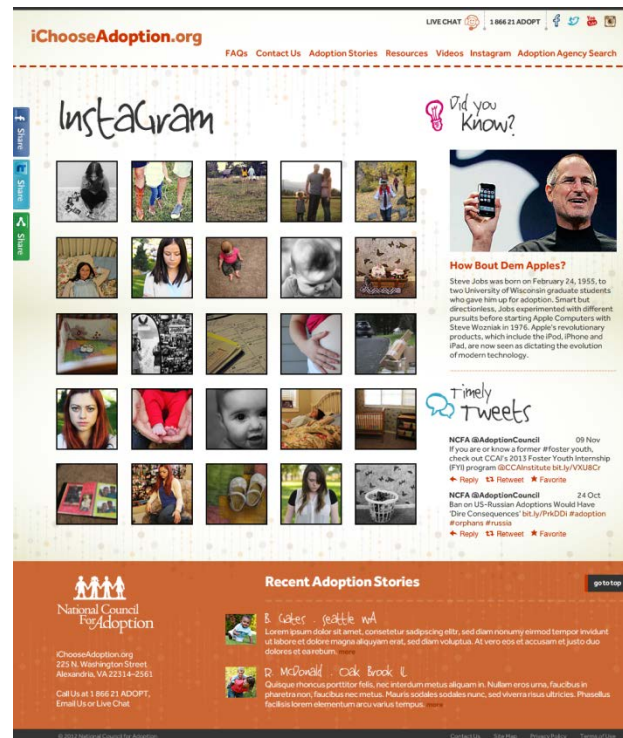 LIVE CHAT
1 866 21 ADOPT
iChooseAdoption.org
FAQs Contact Us Adoption Stories Resources Videos Instagram Adoption Agency Search
Instagram
Did you
Know?
Share
Share
Share
How Bout Dem Apples?
Steve Jobs was born on February 24, 1955, to
two University of Wisconsin graduate students
who gave him up for adoption. Smart but
directionless, Jobs experimented with different
pursuits before starting Apple Computers with
Steve Wozniak in 1976. Apple's revolutionary
products, which include the iPod, iPhone and
iPad, are now seen as dictating the evolution
of modern technology.
Timely
Tweets
NCFA @AdoptionCouncil 09 Nov
If you are or know a former #foster youth,
check out CCAI's 2013 Foster Youth Internship
(FYI) program @CCAInstitute bit.ly/VXU8Cr
Reply Retweet Favorite
NCFA @AdoptionCouncil 24 Oct
Ban on US-Russian Adoptions Would Have
'Dire Consequences' bit.ly/PrkDDi #adoption
#orphans #russia
Reply Retweet Favorite
National Council
For Adoption
iChooseAdoption.org
225 N. Washington Street
Alexandria, VA 22314-2561
Call Us at 1 866 21 ADOPT,
Email Us or Live Chat
Recent Adoption Stories
go to top
B. Gates . Seattle WA
Lorem ipsum dolor sit amet, consetetur sadipscing elitr, sed diam nonumy eirmod tempor invidunt
ut labore et dolore magna aliquyam erat, sed diam voluptua. At vero eos et accusam et justo duo
dolores et ea rebum. more
R. McDonald . Oak Brook IL
Quisque rhoncus porttitor felis, nec interdum metus aliquam in. Nullam eros urna, faucibus in
pharetra non, faucibus nec metus. Mauris sodales sodales nunc, sed viverra risus ultricies. Phasellus
facilisis lorem elementum arcu varius tempus. more
© 2012 National Council for Adoption
Contact Us Site Map Privacy Policy Terms of Use